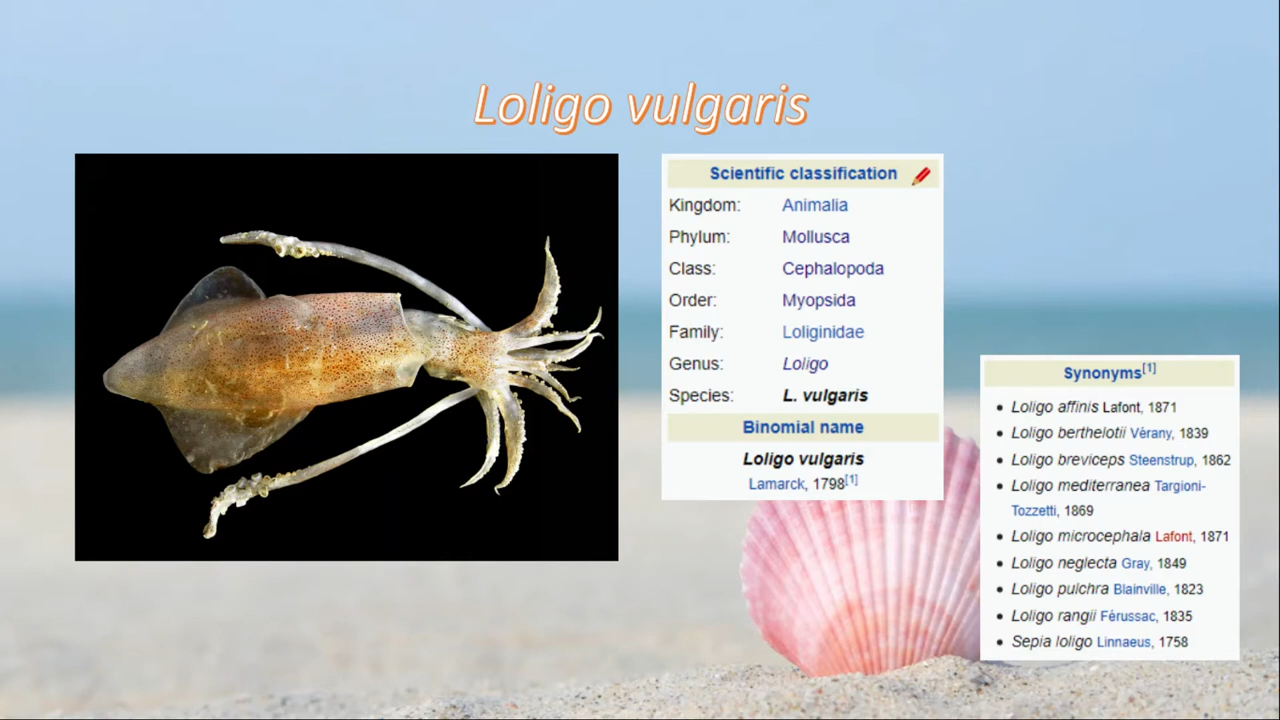 Loligo vulgaris
Scientific classification
Kingdom: Animalia
Phylum: Mollusca
Class: Cephalopoda
Order: Myopsida
Family: Loliginidae
Genus: Loligo
Species: L. vulgaris
Binomial name
Loligo vulgaris
Lamarck, 1798[1]
Synonyms[1]
• Loligo affinis Lafont, 1871
• Loligo berthelotii Vérany, 1839
• Loligo breviceps Steenstrup, 1862
• Loligo mediterranea Targioni-
Tozzetti, 1869
• Loligo microcephala Lafont, 1871
• Loligo neglecta Gray, 1849
• Loligo pulchra Blainville, 1823
• Loligo rangii Férussac, 1835
• Sepia loligo Linnaeus, 1758